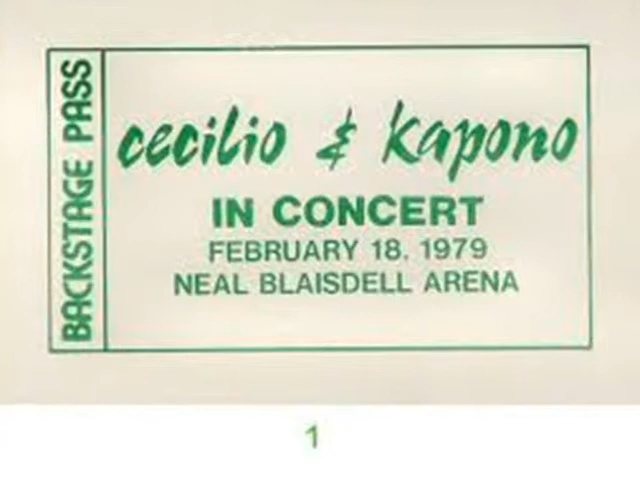 BACKSTAGE PASS
cecilio & kapono
IN CONCERT
FEBRUARY 18, 1979
NEAL BLAISDELL ARENA
1